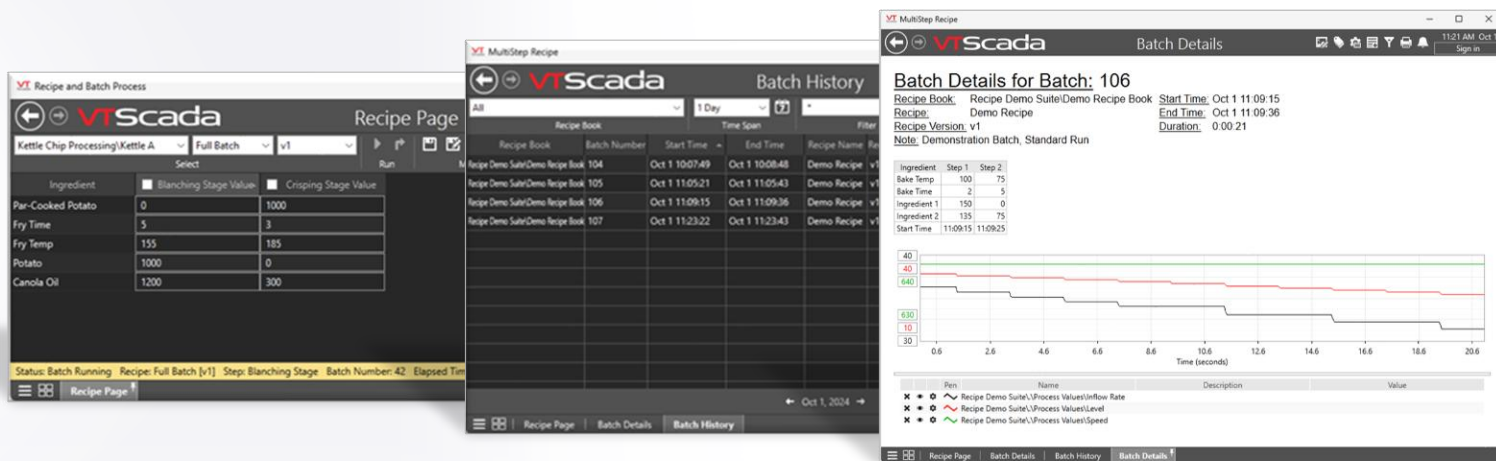 VT Recipe and Batch Process
VTScada
Recipe Page
Kettle Chip Processing\Kettle A Full Batch v1
Select Run
Ingredient Blanching Stage Value Crisping Stage Value
Par-Cooked Potato 0 1000
Fry Time 5 3
Fry Temp 155 185
Potato 1000 0
Canola Oil 1200 300
Status: Batch Running Recipe: Full Batch [v1] Step: Blanching Stage Batch Number: 42 Elapsed Tim
Recipe Page
VT MultiStep Recipe
VTScada
Batch History
All 1 Day *
Recipe Book Time Span Filter
Recipe Book Batch Number Start Time End Time Recipe Name Re
Recipe Demo Suite\Demo Recipe Book 104 Oct 1 10:07:49 Oct 1 10:08:48 Demo Recipe v1
Recipe Demo Suite\Demo Recipe Book 105 Oct 1 11:05:21 Oct 1 11:05:43 Demo Recipe v1
Recipe Demo Suite\Demo Recipe Book 106 Oct 1 11:09:15 Oct 1 11:09:36 Demo Recipe v1
Recipe Demo Suite\Demo Recipe Book 107 Oct 1 11:23:22 Oct 1 11:23:43 Demo Recipe v1
Oct 1, 2024
Recipe Page Batch Details Batch History
VT MultiStep Recipe
VTScada
Batch Details
11:21 AM Oct 1
Sign in
Batch Details for Batch: 106
Recipe Book: Recipe Demo Suite\Demo Recipe Book Start Time: Oct 1 11:09:15
Recipe: Demo Recipe End Time: Oct 1 11:09:36
Recipe Version: v1 Duration: 0:00:21
Note: Demonstration Batch, Standard Run
Ingredient Step 1 Step 2
Bake Temp 100 75
Bake Time 2 5
Ingredient 1 150 0
Ingredient 2 135 75
Start Time 11:09:15 11:09:25
40
40
640
630
10
30
0.6 2.6 4.6 6.6 8.6 10.6 12.6 14.6 16.6 18.6 20.6
Time (seconds)
Pen Name Description Value
Recipe Demo Suite\.\Process Values\Inflow Rate
Recipe Demo Suite\.\Process Values\Level
Recipe Demo Suite\.\Process Values\Speed
Recipe Page Batch Details Batch History Batch Details